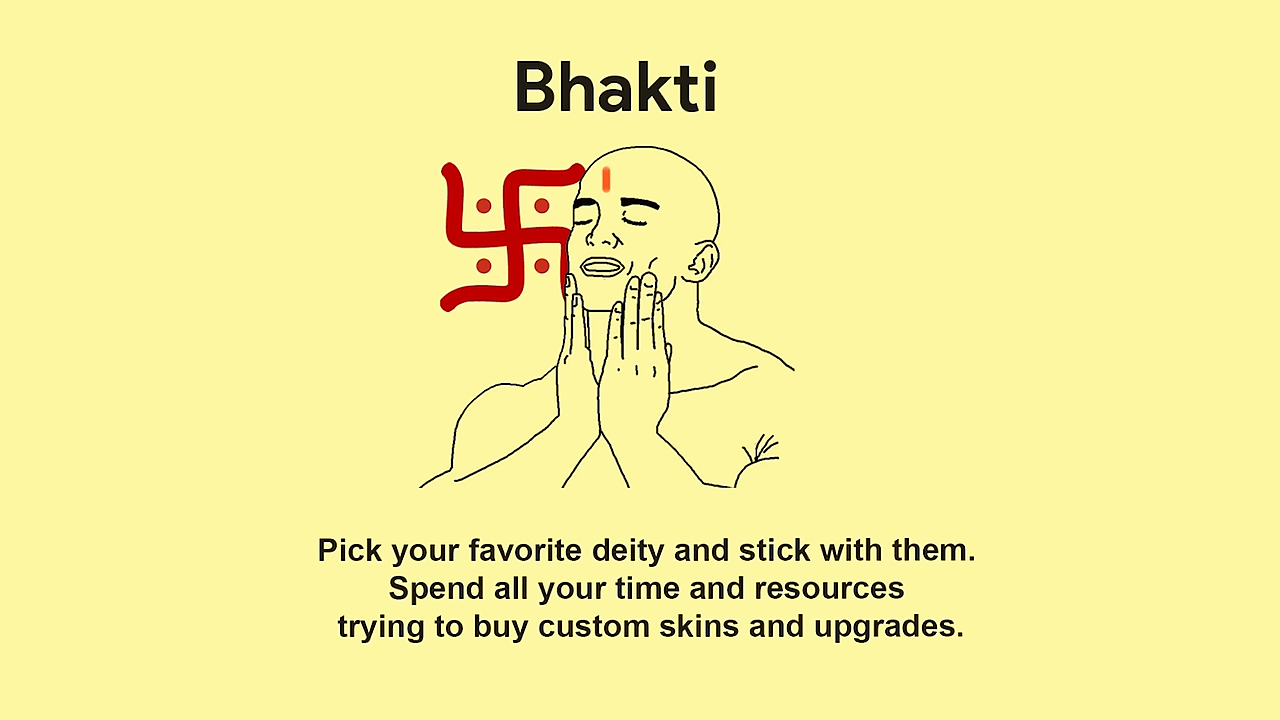 Bhakti
Pick your favorite deity and stick with them.
Spend all your time and resources
trying to buy custom skins and upgrades.